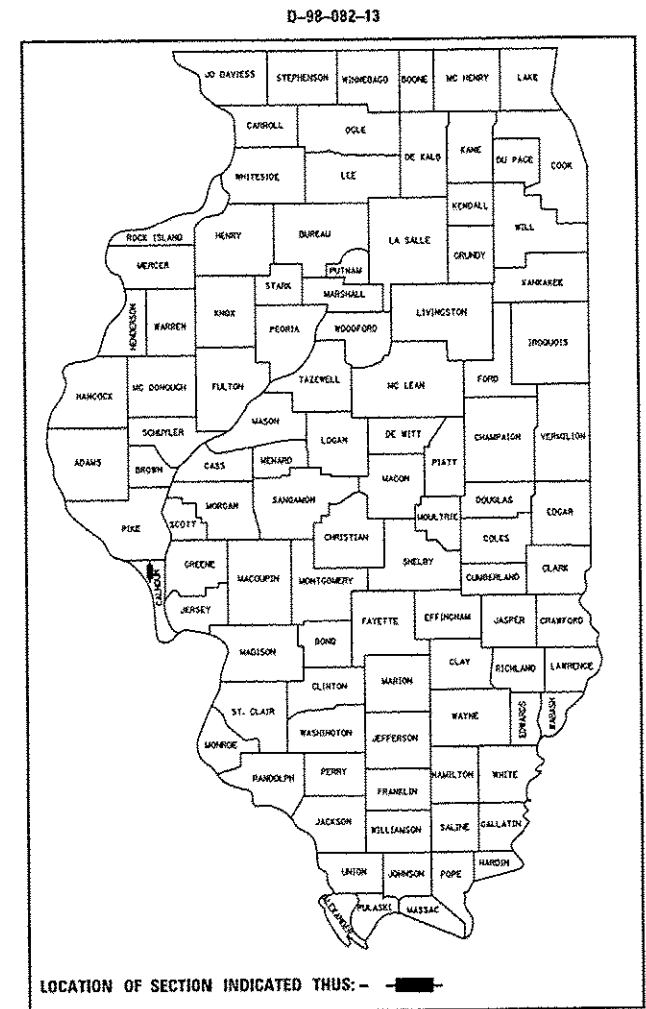 D-98-082-13
JO DAVIESS STEPHENSON WINNEBAGO BOONE MC HENRY LAKE
CARROLL OGLE DE KALB KANE DU PAGE COOK
WHITESIDE LEE
KENDALL WILL
ROCK ISLAND HENRY BUREAU LA SALLE GRUNDY
MERCER PUTNAM KANKAKEE
STARK MARSHALL
HENDERSON WARREN KNOX PEORIA WOODFORD LIVINGSTON IROQUOIS
HANCOCK MC DONOUGH FULTON TAZEWELL MC LEAN FORD
SCHUYLER MASON LOGAN DE WITT CHAMPAIGN VERMILION
ADAMS BROWN CASS MENARD MACON PIATT
PIKE SCOTT MORGAN SANGAMON CHRISTIAN MOULTRIE DOUGLAS EDGAR
COLES
CALHOUN GREENE MACOUPIN MONTGOMERY SHELBY CUMBERLAND CLARK
JERSEY FAYETTE EFFINGHAM JASPER CRAWFORD
MADISON BOND CLAY RICHLAND LAWRENCE
CLINTON MARION
ST. CLAIR WASHINGTON JEFFERSON WAYNE EDWARDS WABASH
MONROE
RANDOLPH PERRY FRANKLIN HAMILTON WHITE
JACKSON WILLIAMSON SALINE GALLATIN
UNION JOHNSON POPE HARDIN
ALEXANDER PULASKI MASSAC
LOCATION OF SECTION INDICATED THUS: -